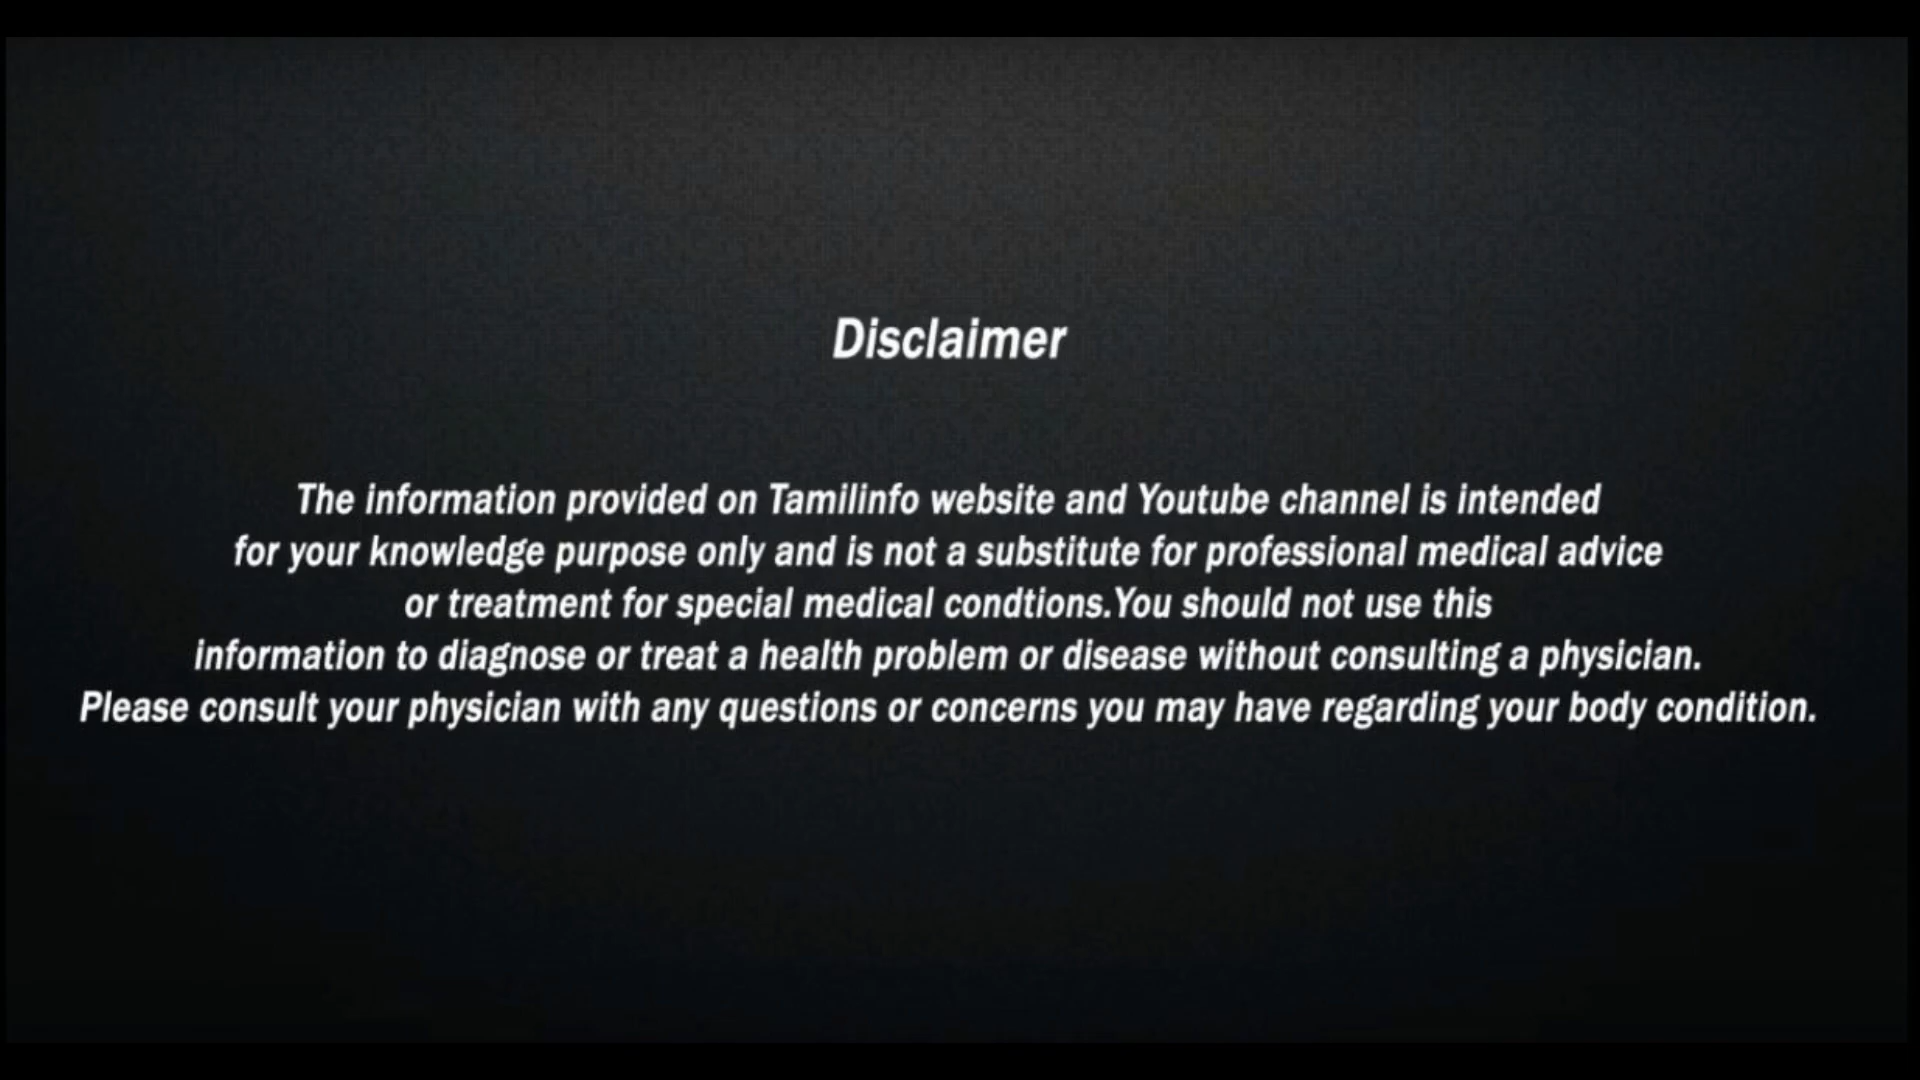 Disclaimer
The information provided on Tamilinfo website and Youtube channel is intended
for your knowledge purpose only and is not a substitute for professional medical advice
or treatment for special medical condtions.You should not use this
information to diagnose or treat a health problem or disease without consulting a physician.
Please consult your physician with any questions or concerns you may have regarding your body condition.